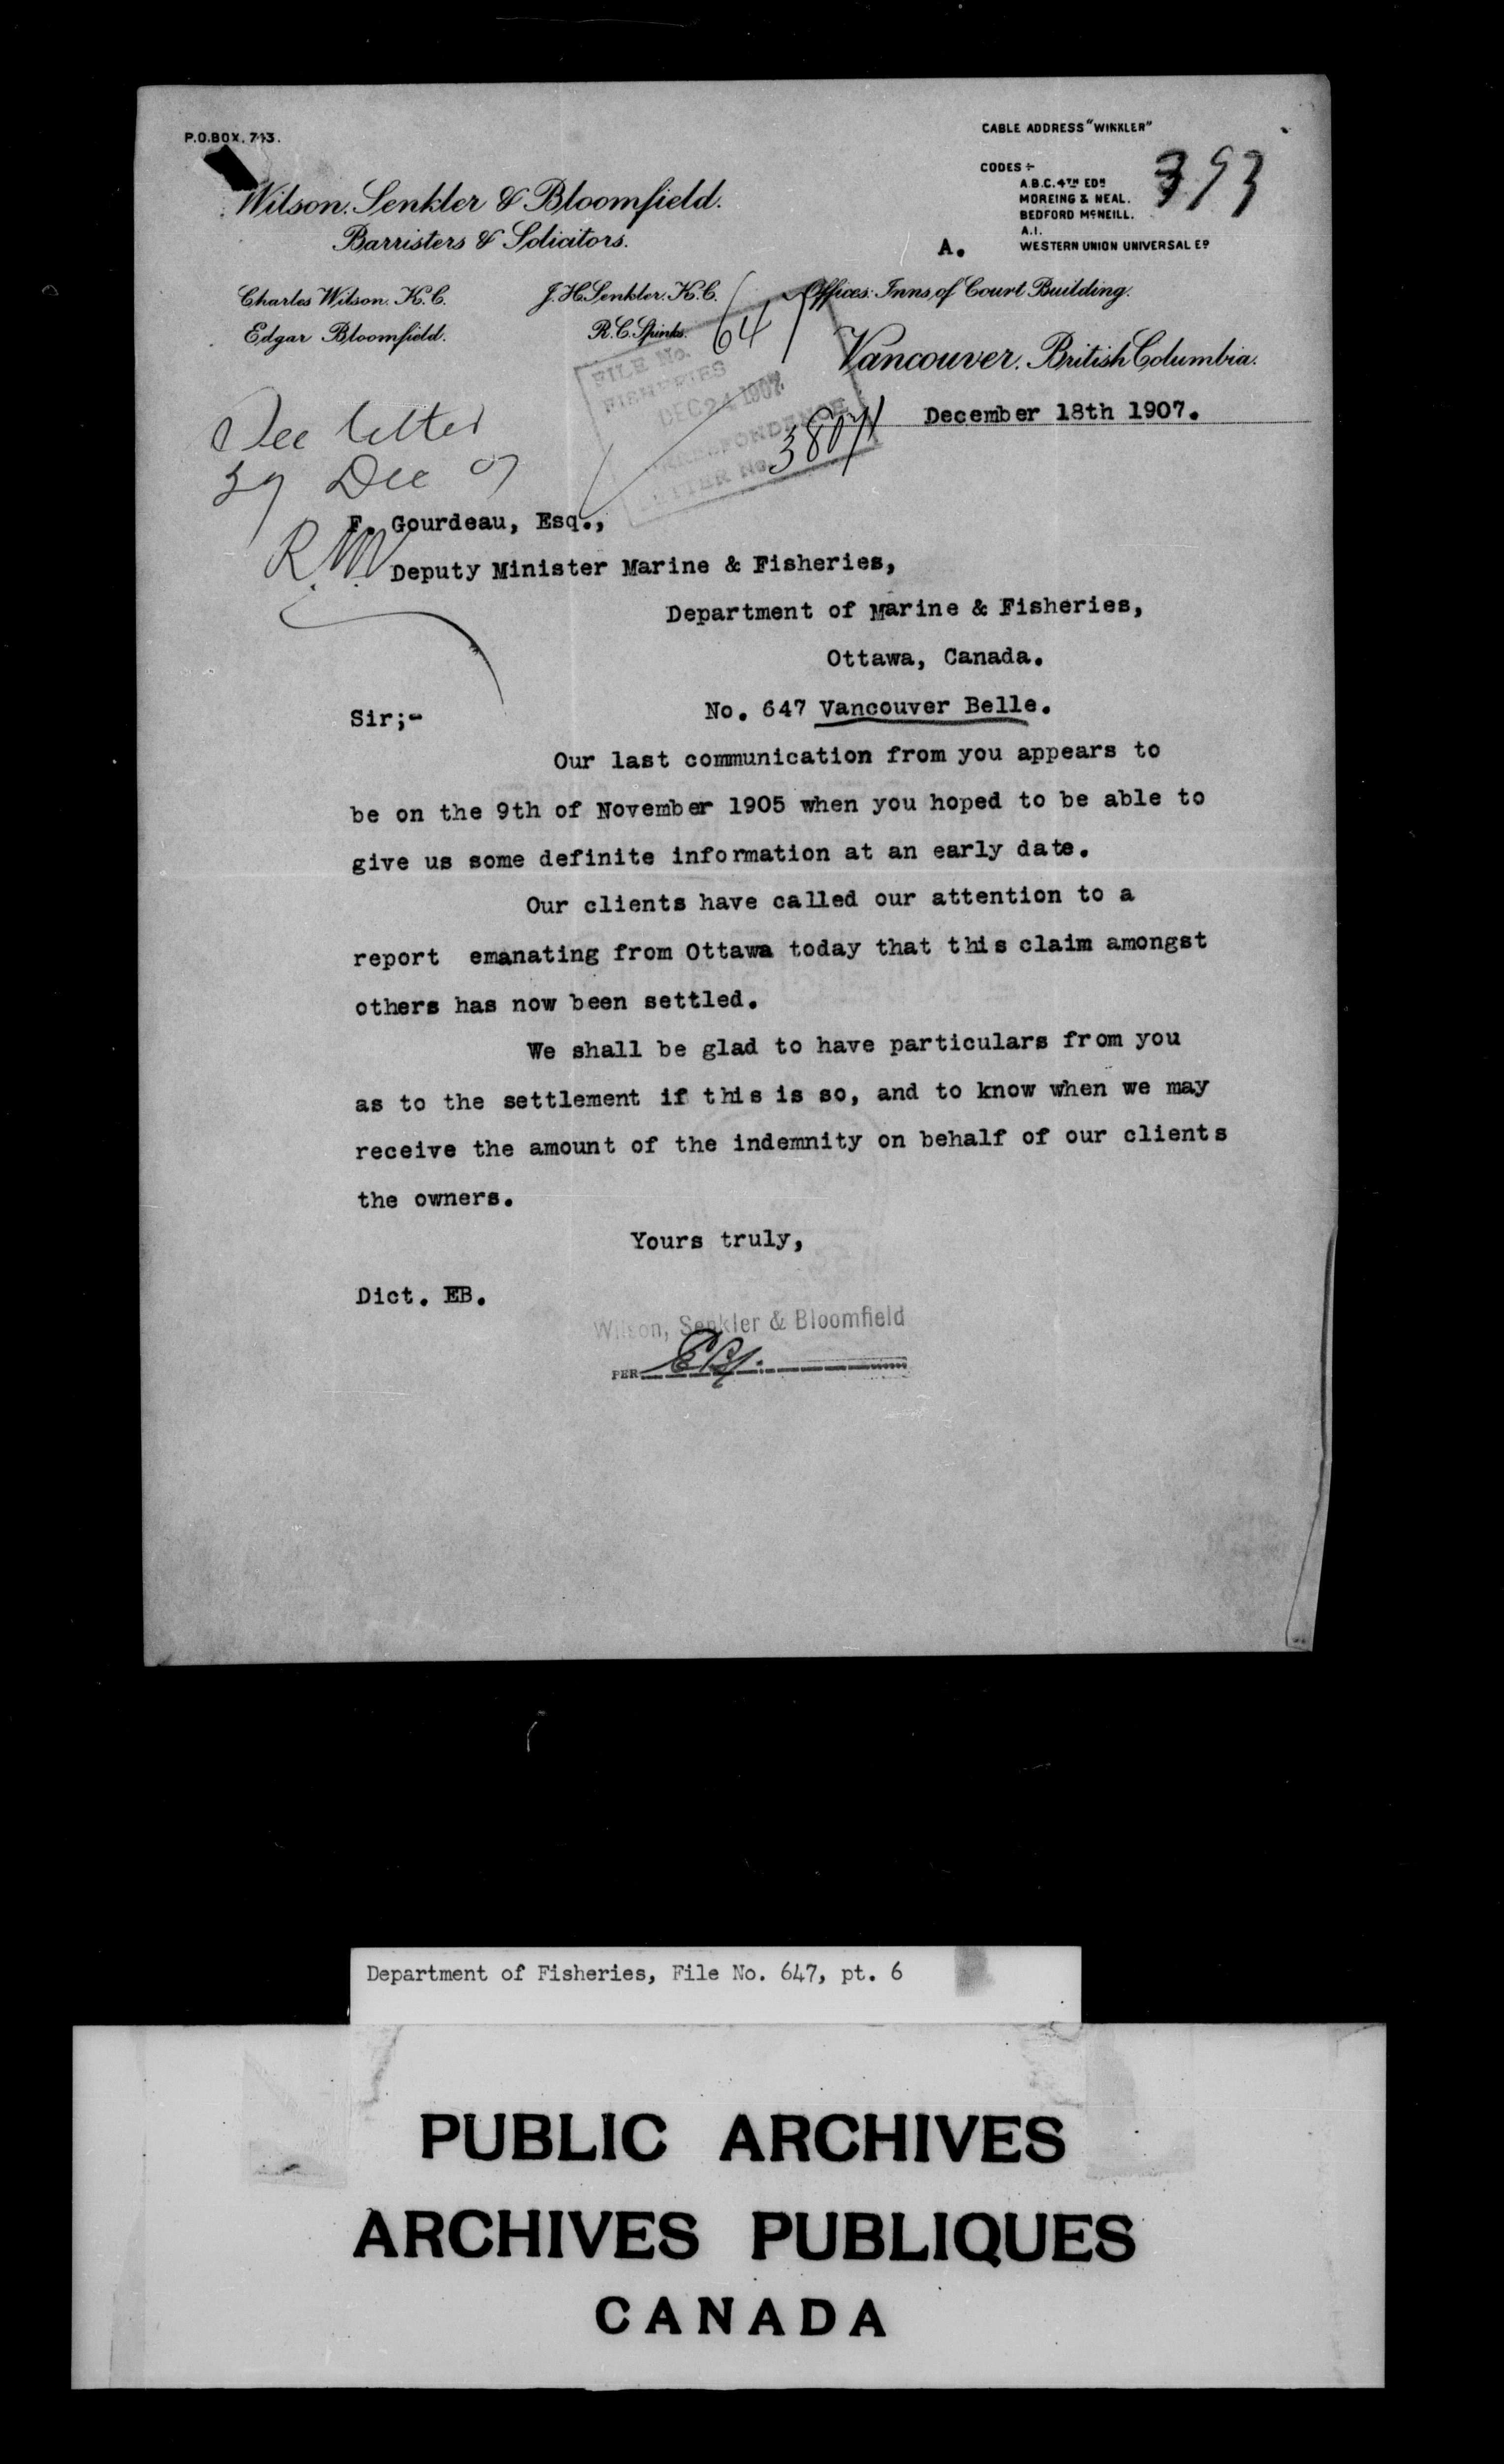 P.O.BOX. 713.
CABLE ADDRESS "WINKLER"
CODES:-
A.B.C. 4TH EDN
MOREING & NEAL.
BEDFORD McNEILL.
A.I.
WESTERN UNION UNIVERSAL ED
393
Wilson, Senkler & Bloomfield.
Barristers & Solicitors.
A.
Charles Wilson. K.C.
J.H. Senkler. K.C.
Offices: Inns of Court Building.
Edgar Bloomfield.
R.C. Spinks.
647
Vancouver. British Columbia.
FILE No.
FISHERIES
DEC 24 1907
CORRESPONDENCE
LETTER No.
December 18th 1907.
See letter
Dec 07
F. Gourdeau, Esq.,
Deputy Minister Marine & Fisheries,
Department of Marine & Fisheries,
Ottawa, Canada.
Sir;-
No. 647 Vancouver Belle.
Our last communication from you appears to
be on the 9th of November 1905 when you hoped to be able to
give us some definite information at an early date.
Our clients have called our attention to a
report emanating from Ottawa today that this claim amongst
others has now been settled.
We shall be glad to have particulars from you
as to the settlement if this is so, and to know when we may
receive the amount of the indemnity on behalf of our clients
the owners.
Yours truly,
Dict. EB.
Wilson, Senkler & Bloomfield
PER EB.
Department of Fisheries, File No. 647, pt. 6
PUBLIC ARCHIVES
ARCHIVES PUBLIQUES
CANADA